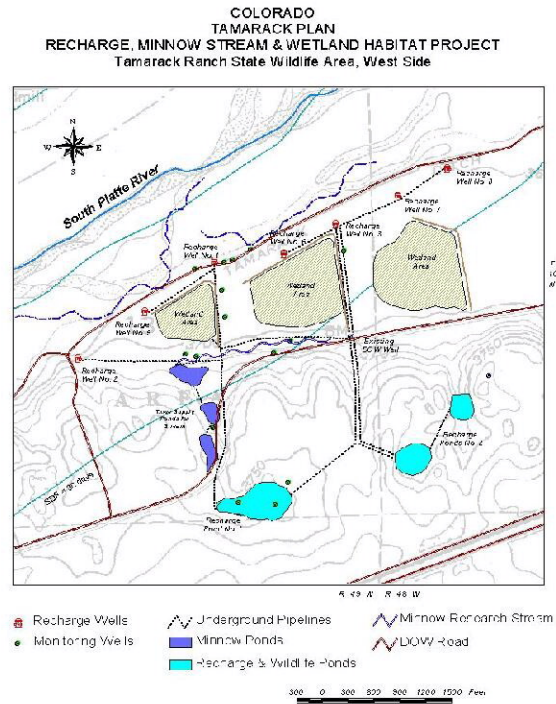 COLORADO
TAMARACK PLAN
RECHARGE, MINNOW STREAM & WETLAND HABITAT PROJECT
Tamarack Ranch State Wildlife Area, West Side
N
W E
S
South Platte River
Recharge
Well No. 8
Recharge
Well No. 7
Recharge
Well No. 6
Recharge
Well No. 3
Recharge
Well No. 1
TAMARACK
Wetland
Area
Wetland
Area
Wetland
Area
Recharge
Well No. 5
Existing
Well
Recharge
Well No. 2
Recharge
Ponds No. 2
Recharge
Pond No. 1
R 49 W R 48 W
Recharge Wells
Monitoring Wells
Underground Pipelines
Minnow Ponds
Recharge & Wildlife Ponds
Minnow Research Stream
DOW Road
300 0 300 600 900 1200 1500 Feet